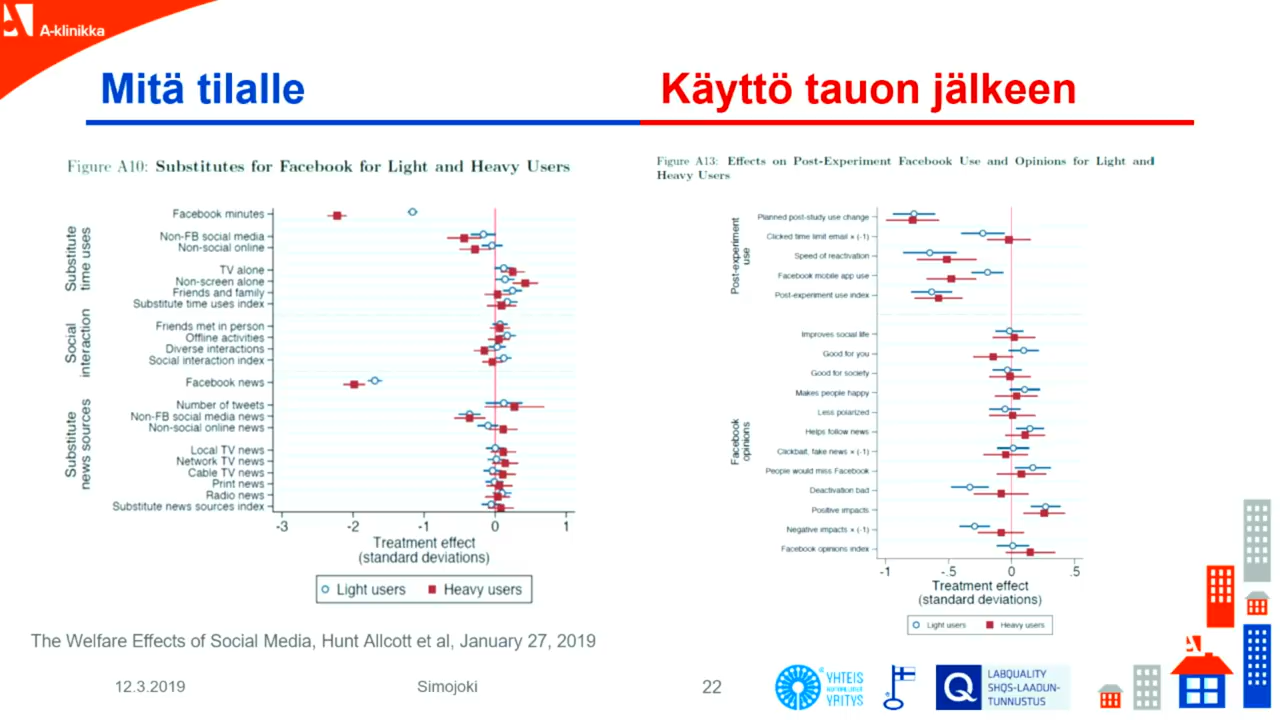 A-klinikka
Mitä tilalle
Käyttö tauon jälkeen
Figure A10: Substitutes for Facebook for Light and Heavy Users
Substitute
time uses
Social
interaction
Substitute
news sources
Facebook minutes
Non-FB social media
Non-social online
TV alone
Non-screen alone
Friends and family
Substitute time uses index
Friends met in person
Offline activities
Diverse interactions
Social interaction index
Facebook news
Number of tweets
Non-FB social media news
Non-social online news
Local TV news
Network TV news
Cable TV news
Print news
Radio news
Substitute news sources index
-3 -2 -1 0 1
Treatment effect
(standard deviations)
Light users Heavy users
Figure A13: Effects on Post-Experiment Facebook Use and Opinions for Light and
Heavy Users
Post-experiment
use
Facebook
opinions
Planned post-study use change
Clicked time limit email × (-1)
Speed of reactivation
Facebook mobile app use
Post-experiment use index
Improves social life
Good for you
Good for society
Makes people happy
Less polarized
Helps follow news
Clickbait, fake news × (-1)
People would miss Facebook
Deactivation bad
Positive impacts
Negative impacts × (-1)
Facebook opinions index
-1 -.5 0 .5
Treatment effect
(standard deviations)
Light users Heavy users
The Welfare Effects of Social Media, Hunt Allcott et al, January 27, 2019
12.3.2019 Simojoki 22
YHTEIS
YRITYS
Q
LABQUALITY
SHQS-LAADUN-
TUNNUSTUS